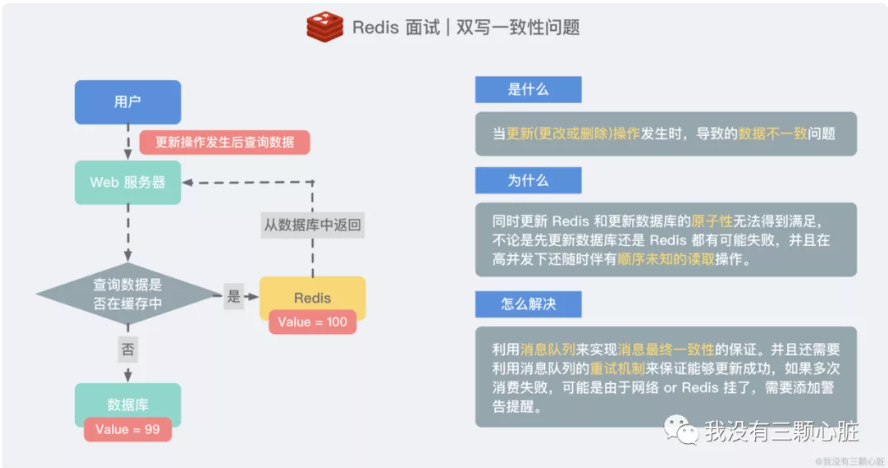 Redis 面试 | 双写一致性问题
用户
更新操作发生后查询数据
Web 服务器
从数据库中返回
查询数据是
否在缓存中
是
Redis
Value = 100
否
数据库
Value = 99
是什么
当更新(更改或删除)操作发生时，导致的数据不一致问题
为什么
同时更新 Redis 和更新数据库的原子性无法得到满足，
不论是先更新数据库还是 Redis 都有可能失败，并且在
高并发下还随时伴有顺序未知的读取操作。
怎么解决
利用消息队列来实现消息最终一致性的保证。并且还需要
利用消息队列的重试机制来保证能够更新成功，如果多次
消费失败，可能是由于网络 or Redis 挂了，需要添加警
告提醒。
我没有三颗心脏
@我没有三颗心脏